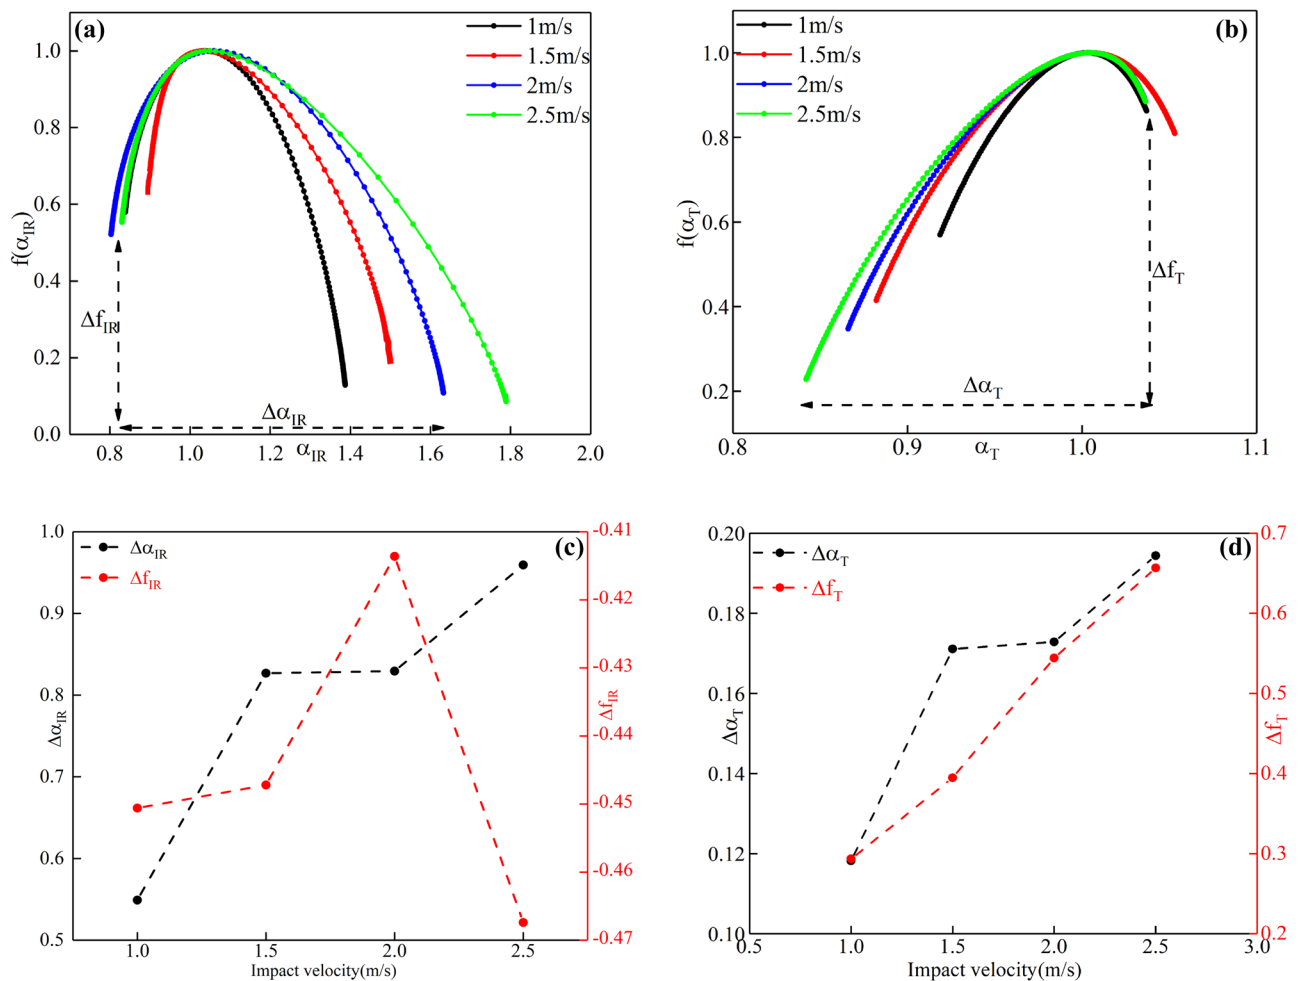 (a)
1m/s
1.5m/s
2m/s
2.5m/s
f(αIR)
1.0
0.8
0.6
0.4
0.2
0.0
ΔfIR
ΔαIR
0.8 1.0 1.2 1.4 1.6 1.8 2.0
αIR
(b)
1m/s
1.5m/s
2m/s
2.5m/s
f(αT)
1.0
0.8
0.6
0.4
0.2
ΔfT
ΔαT
0.8 0.9 1.0 1.1
αT
(c)
ΔαIR
ΔfIR
ΔαIR
1.0
0.9
0.8
0.7
0.6
0.5
-0.41
-0.42
-0.43
-0.44
-0.45
-0.46
-0.47
ΔfIR
1.0 1.5 2.0 2.5
Impact velocity(m/s)
(d)
ΔαT
ΔfT
ΔαT
0.20
0.18
0.16
0.14
0.12
0.10
0.7
0.6
0.5
0.4
0.3
0.2
ΔfT
0.5 1.0 1.5 2.0 2.5 3.0
Impact velocity(m/s)